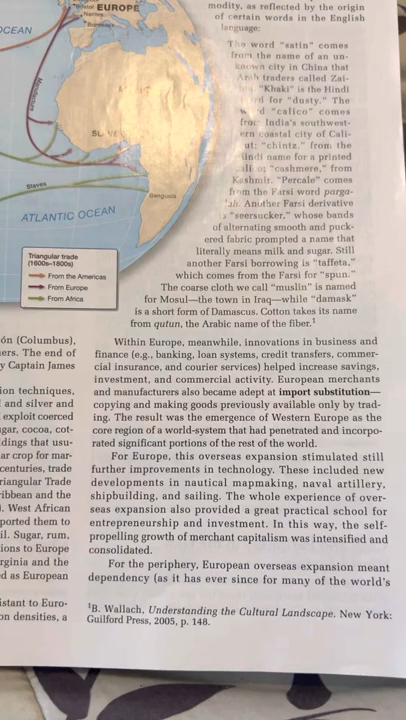 Bristol
EUROPE
Nantes
Bordeaux
OCEAN
Manufactures
Slaves
Benguela
ATLANTIC OCEAN
Triangular trade
(1600s–1800s)
From the Americas
From Europe
From Africa
ón (Columbus),
ers. The end of
y Captain James
ion techniques,
l and silver and
exploit coerced
gar, cocoa, cot-
dings that usu-
ar crop for mar-
centuries, trade
riangular Trade
ribbean and the
). West African
ported them to
il. Sugar, rum,
ions to Europe
rginia and the
ed as European
istant to Euro-
on densities, a
modity, as reflected by the origin
of certain words in the English
language:
The word “satin” comes
from the name of an un-
known city in China that
Arab traders called Zai-
“Khaki” is the Hindi
for “dusty.” The
“calico” comes
from India’s southwest-
ern coastal city of Cali-
cut; “chintz,” from the
Hindi name for a printed
“cashmere,” from
Kashmir. “Percale” comes
from the Farsi word parga-
lah. Another Farsi derivative
is “seersucker,” whose bands
of alternating smooth and puck-
ered fabric prompted a name that
literally means milk and sugar. Still
another Farsi borrowing is “taffeta,”
which comes from the Farsi for “spun.”
The coarse cloth we call “muslin” is named
for Mosul—the town in Iraq—while “damask”
is a short form of Damascus. Cotton takes its name
from qutun, the Arabic name of the fiber.¹
Within Europe, meanwhile, innovations in business and
finance (e.g., banking, loan systems, credit transfers, commer-
cial insurance, and courier services) helped increase savings,
investment, and commercial activity. European merchants
and manufacturers also became adept at import substitution—
copying and making goods previously available only by trad-
ing. The result was the emergence of Western Europe as the
core region of a world-system that had penetrated and incorpo-
rated significant portions of the rest of the world.
For Europe, this overseas expansion stimulated still
further improvements in technology. These included new
developments in nautical mapmaking, naval artillery,
shipbuilding, and sailing. The whole experience of over-
seas expansion also provided a great practical school for
entrepreneurship and investment. In this way, the self-
propelling growth of merchant capitalism was intensified and
consolidated.
For the periphery, European overseas expansion meant
dependency (as it has ever since for many of the world’s
¹B. Wallach, Understanding the Cultural Landscape. New York:
Guilford Press, 2005, p. 148.